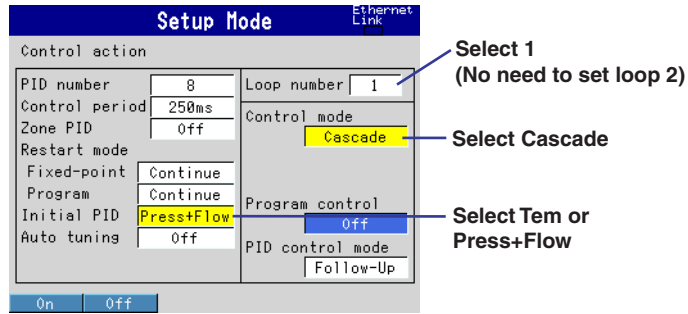 Setup Mode
Ethernet
Link
Control action
PID number 8
Control period 250ms
Zone PID Off
Restart mode
Fixed-point Continue
Program Continue
Initial PID Press+Flow
Auto tuning Off
Loop number 1
Control mode
Cascade
Program control
Off
PID control mode
Follow-Up
On Off
Select 1
(No need to set loop 2)
Select Cascade
Select Tem or
Press+Flow